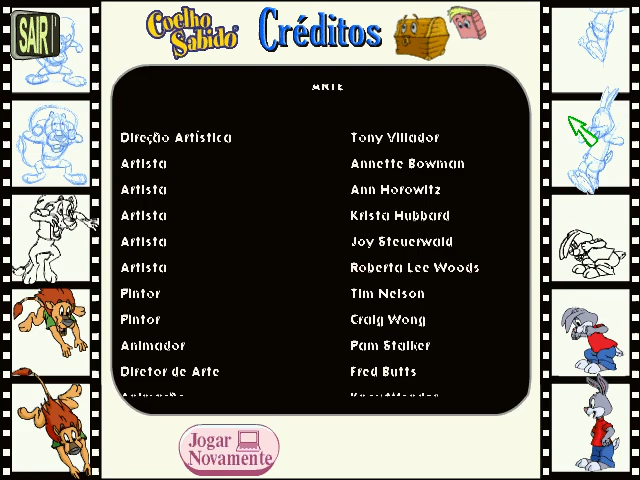 SAIR
Coelho
Sabido
Créditos
ARTE
Direção Artística Tony Villador
Artista Annette Bowman
Artista Ann Horowitz
Artista Krista Hubbard
Artista Joy Steuerwald
Artista Roberta Lee Woods
Pintor Tim Nelson
Pintor Craig Wong
Animador Pam Stalker
Diretor de Arte Fred Butts
Jogar
Novamente